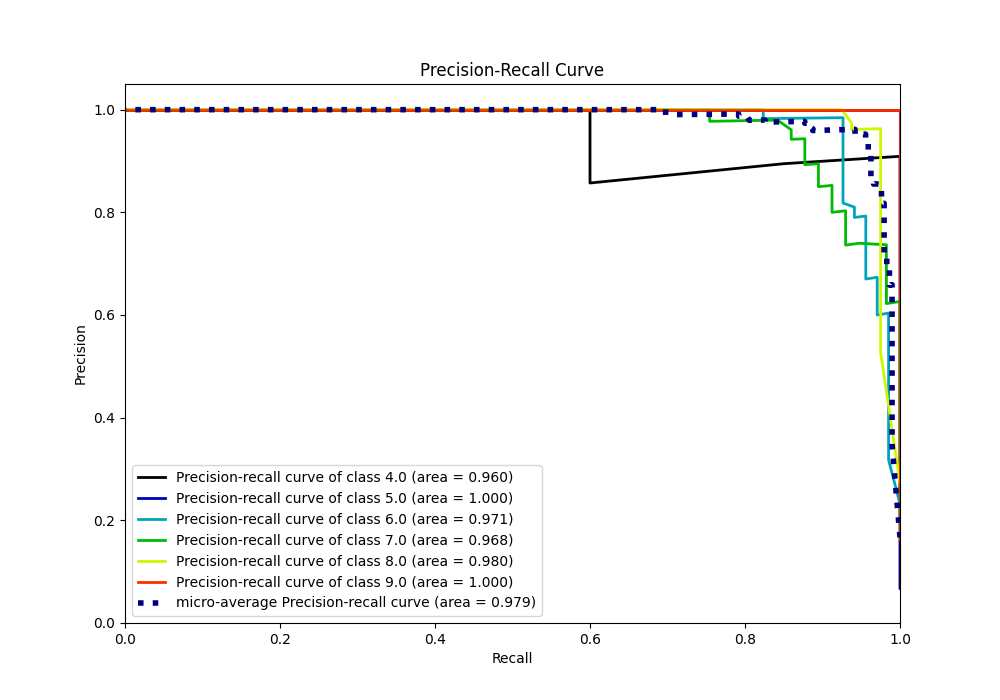 Precision-Recall Curve
1.0
0.8
0.6
0.4
0.2
0.0
Precision
Precision-recall curve of class 4.0 (area = 0.960)
Precision-recall curve of class 5.0 (area = 1.000)
Precision-recall curve of class 6.0 (area = 0.971)
Precision-recall curve of class 7.0 (area = 0.968)
Precision-recall curve of class 8.0 (area = 0.980)
Precision-recall curve of class 9.0 (area = 1.000)
micro-average Precision-recall curve (area = 0.979)
0.0 0.2 0.4 0.6 0.8 1.0
Recall